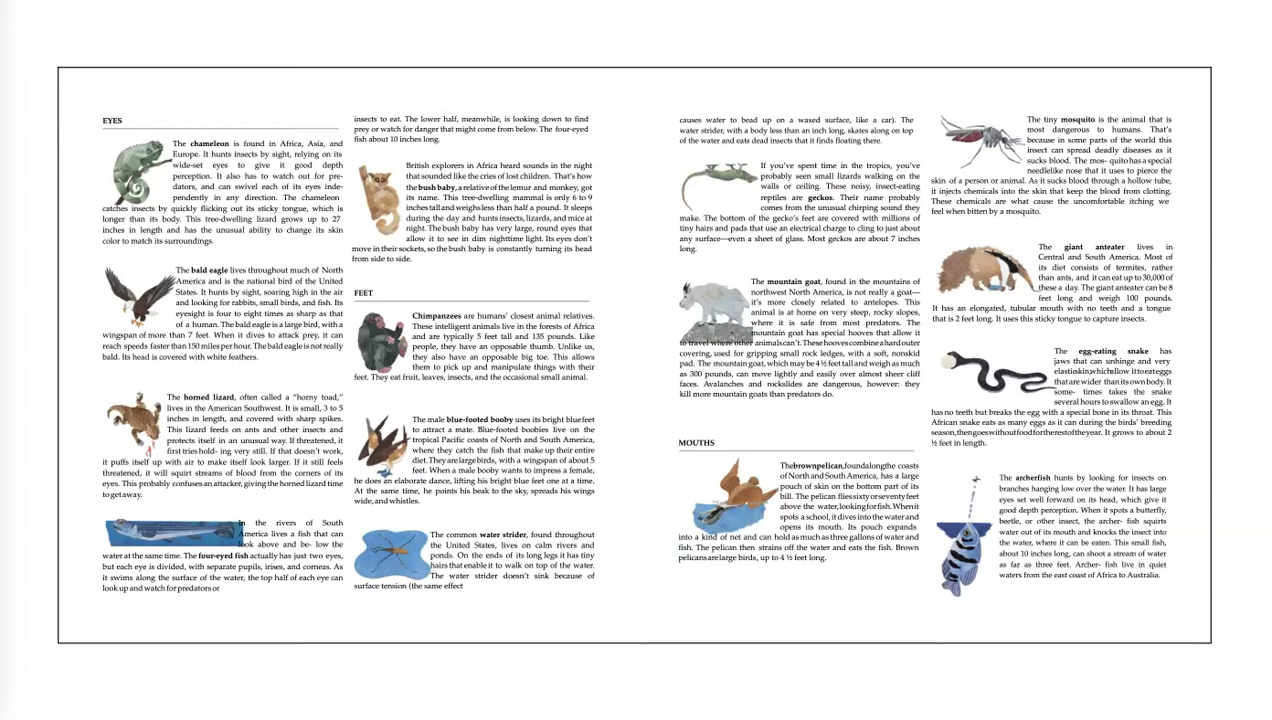 EYES
The chameleon is found in Africa, Asia, and
Europe. It hunts insects by sight, relying on its
wide-set eyes to give it good depth
perception. It also has to watch out for pre-
dators, and can swivel each of its eyes inde-
pendently in any direction. The chameleon
catches insects by quickly flicking out its sticky tongue, which is
longer than its body. This tree-dwelling lizard grows up to 27
inches in length and has the unusual ability to change its skin
color to match its surroundings.
The bald eagle lives throughout much of North
America and is the national bird of the United
States. It hunts by sight, soaring high in the air
and looking for rabbits, small birds, and fish. Its
eyesight is four to eight times as sharp as that
of a human. The bald eagle is a large bird, with a
wingspan of more than 7 feet. When it dives to attack prey, it can
reach speeds faster than 150 miles per hour. The bald eagle is not really
bald. Its head is covered with white feathers.
The horned lizard, often called a "horny toad,"
lives in the American Southwest. It is small, 3 to 5
inches in length, and covered with sharp spikes.
This lizard feeds on ants and other insects and
protects itself in an unusual way. If threatened, it
first tries hold- ing very still. If that doesn't work,
it puffs itself up with air to make itself look larger. If it still feels
threatened, it will squirt streams of blood from the corners of its
eyes. This probably confuses an attacker, giving the horned lizard time
to get away.
In the rivers of South
America lives a fish that can
look above and be- low the
water at the same time. The four-eyed fish actually has just two eyes,
but each eye is divided, with separate pupils, irises, and corneas. As
it swims along the surface of the water, the top half of each eye can
look up and watch for predators or
insects to eat. The lower half, meanwhile, is looking down to find
prey or watch for danger that might come from below. The four-eyed
fish about 10 inches long.
British explorers in Africa heard sounds in the night
that sounded like the cries of lost children. That's how
the bush baby, a relative of the lemur and monkey, got
its name. This tree-dwelling mammal is only 6 to 9
inches tall and weighs less than half a pound. It sleeps
during the day and hunts insects, lizards, and mice at
night. The bush baby has very large, round eyes that
allow it to see in dim nighttime light. Its eyes don't
move in their sockets, so the bush baby is constantly turning its head
from side to side.
FEET
Chimpanzees are humans' closest animal relatives.
These intelligent animals live in the forests of Africa
and are typically 5 feet tall and 135 pounds. Like
people, they have an opposable thumb. Unlike us,
they also have an opposable big toe. This allows
them to pick up and manipulate things with their
feet. They eat fruit, leaves, insects, and the occasional small animal.
The male blue-footed booby uses its bright blue feet
to attract a mate. Blue-footed boobies live on the
tropical Pacific coasts of North and South America,
where they catch the fish that make up their entire
diet. They are large birds, with a wingspan of about 5
feet. When a male booby wants to impress a female,
he does an elaborate dance, lifting his bright blue feet one at a time.
At the same time, he points his beak to the sky, spreads his wings
wide, and whistles.
The common water strider, found throughout
the United States, lives on calm rivers and
ponds. On the ends of its long legs it has tiny
hairs that enable it to walk on top of the water.
The water strider doesn't sink because of
surface tension (the same effect
causes water to bead up on a waxed surface, like a car). The
water strider, with a body less than an inch long, skates along on top
of the water and eats dead insects that it finds floating there.
If you've spent time in the tropics, you've
probably seen small lizards walking on the
walls or ceiling. These noisy, insect-eating
reptiles are geckos. Their name probably
comes from the unusual chirping sound they
make. The bottom of the gecko's feet are covered with millions of
tiny hairs and pads that use an electrical charge to cling to just about
any surface—even a sheet of glass. Most geckos are about 7 inches
long.
The mountain goat, found in the mountains of
northwest North America, is not really a goat—
it's more closely related to antelopes. This
animal is at home on very steep, rocky slopes,
where it is safe from most predators. The
mountain goat has special hooves that allow it
to travel where other animals can't. These hooves combine a hard outer
covering, used for gripping small rock ledges, with a soft, nonskid
pad. The mountain goat, which may be 4 ½ feet tall and weigh as much
as 300 pounds, can move lightly and easily over almost sheer cliff
faces. Avalanches and rockslides are dangerous, however: they
kill more mountain goats than predators do.
MOUTHS
The brown pelican, found along the coasts
of North and South America, has a large
pouch of skin on the bottom part of its
bill. The pelican flies sixty or seventy feet
above the water, looking for fish. When it
spots a school, it dives into the water and
opens its mouth. Its pouch expands
into a kind of net and can hold as much as three gallons of water and
fish. The pelican then strains off the water and eats the fish. Brown
pelicans are large birds, up to 4 ½ feet long.
The tiny mosquito is the animal that is
most dangerous to humans. That's
because in some parts of the world this
insect can spread deadly diseases as it
sucks blood. The mos- quito has a special
needlelike nose that it uses to pierce the
skin of a person or animal. As it sucks blood through a hollow tube,
it injects chemicals into the skin that keep the blood from clotting.
These chemicals are what cause the uncomfortable itching we
feel when bitten by a mosquito.
The giant anteater lives in
Central and South America. Most of
its diet consists of termites, rather
than ants, and it can eat up to 30,000 of
these a day. The giant anteater can be 8
feet long and weigh 100 pounds.
It has an elongated, tubular mouth with no teeth and a tongue
that is 2 feet long. It uses this sticky tongue to capture insects.
The egg-eating snake has
jaws that can unhinge and very
elastic skin, which allow it to eat eggs
that are wider than its own body. It
some- times takes the snake
several hours to swallow an egg. It
has no teeth but breaks the egg with a special bone in its throat. This
African snake eats as many eggs as it can during the birds' breeding
season, then goes without food for the rest of the year. It grows to about 2
½ feet in length.
The archerfish hunts by looking for insects on
branches hanging low over the water. It has large
eyes set well forward on its head, which give it
good depth perception. When it spots a butterfly,
beetle, or other insect, the archer- fish squirts
water out of its mouth and knocks the insect into
the water, where it can be eaten. This small fish,
about 10 inches long, can shoot a stream of water
as far as three feet. Archer- fish live in quiet
waters from the east coast of Africa to Australia.